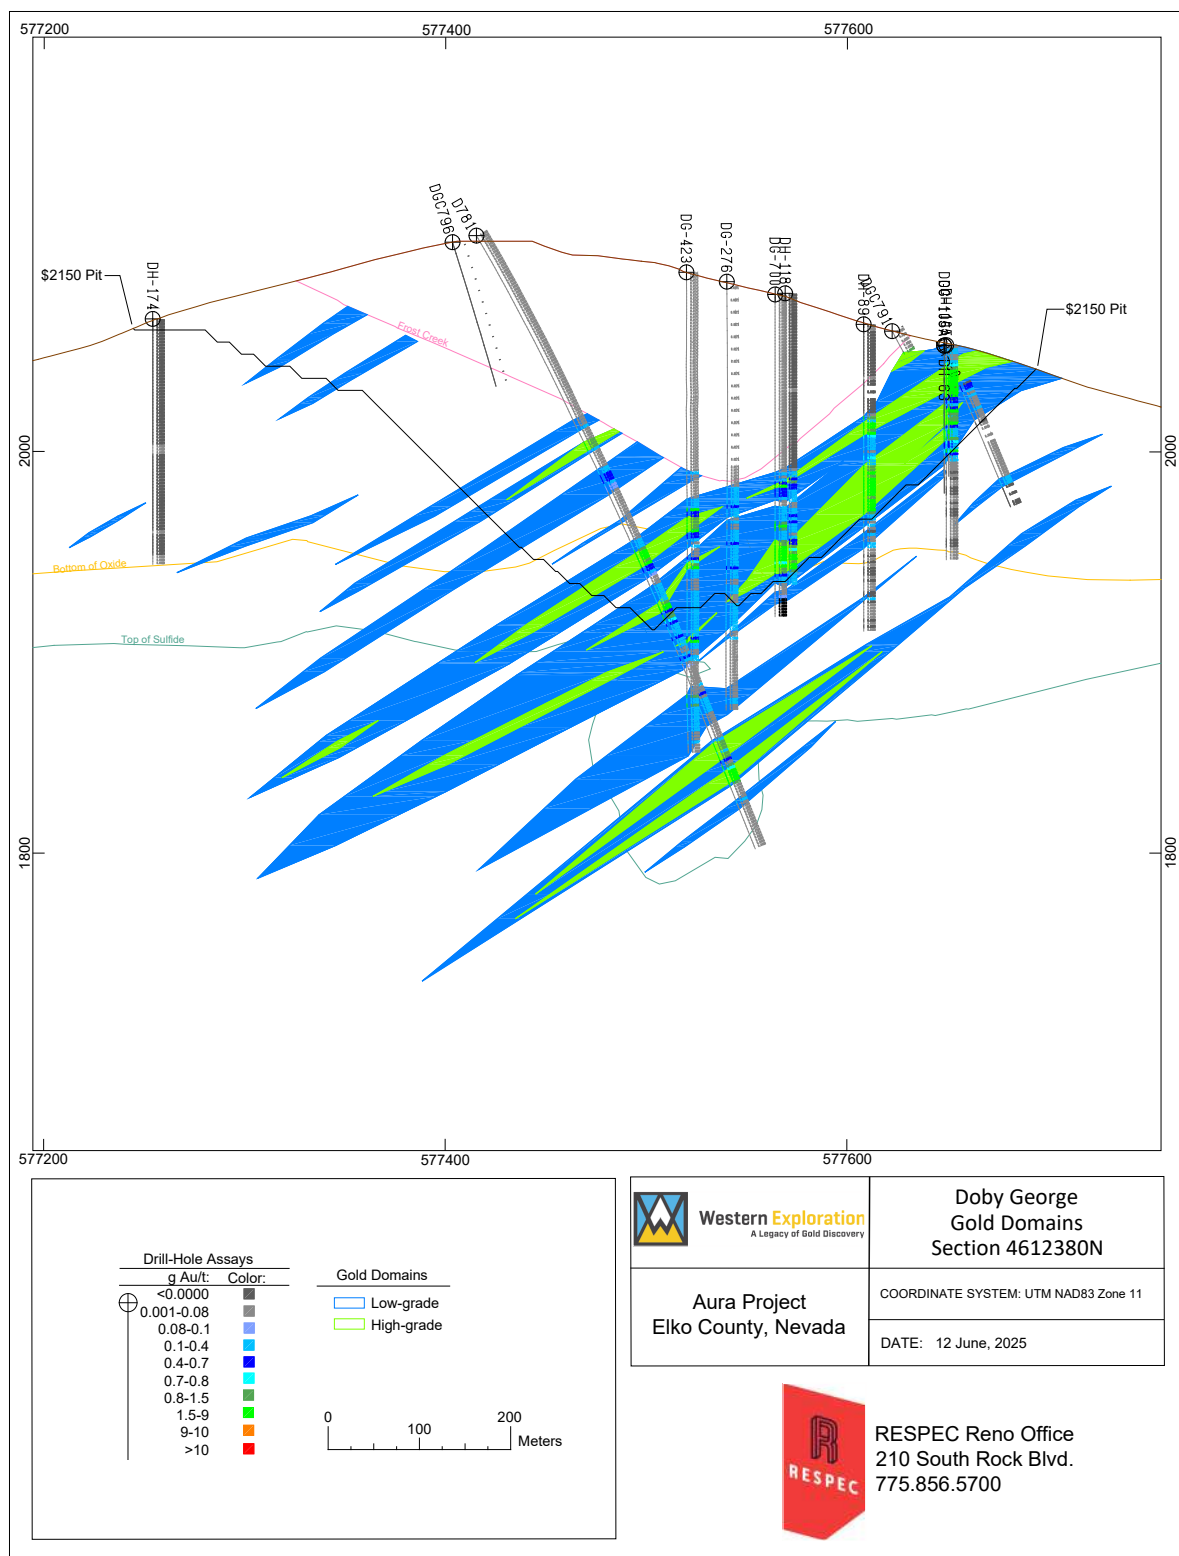 577200
577400
577600
DGC796
D781
DG-423
DG-276
DG-700
DH-118
DGC791
DH-174
$2150 Pit
$2150 Pit
Frost Creek
2000
2000
Bottom of Oxide
Top of Sulfide
1800
1800
577200
577400
577600
Drill-Hole Assays
g Au/t: Color:
<0.0000
0.001-0.08
0.08-0.1
0.1-0.4
0.4-0.7
0.7-0.8
0.8-1.5
1.5-9
9-10
>10
Gold Domains
Low-grade
High-grade
0 100 200
Meters
Western Exploration
A Legacy of Gold Discovery
Doby George
Gold Domains
Section 4612380N
Aura Project
Elko County, Nevada
COORDINATE SYSTEM: UTM NAD83 Zone 11
DATE: 12 June, 2025
RESPEC
RESPEC Reno Office
210 South Rock Blvd.
775.856.5700